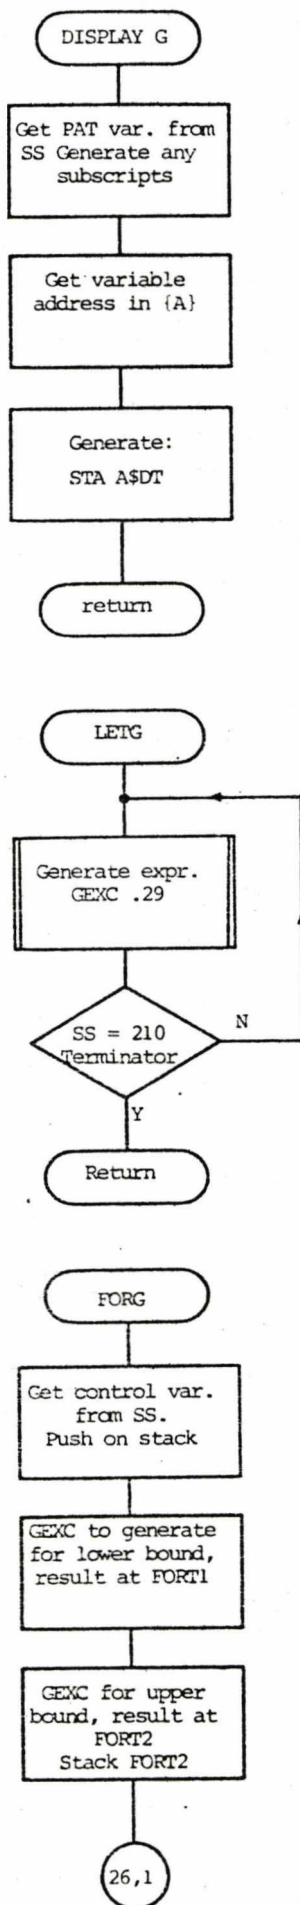 DISPLAY G
Get PAT var. from
SS Generate any
subscripts
Get variable
address in {A}
Generate:
STA A$DT
return
LETG
Generate expr.
GEXC .29
SS = 210
Terminator
N
Y
Return
FORG
Get control var.
from SS.
Push on stack
GEXC to generate
for lower bound,
result at FORT1
GEXC for upper
bound, result at
FORT2
Stack FORT2
26,1